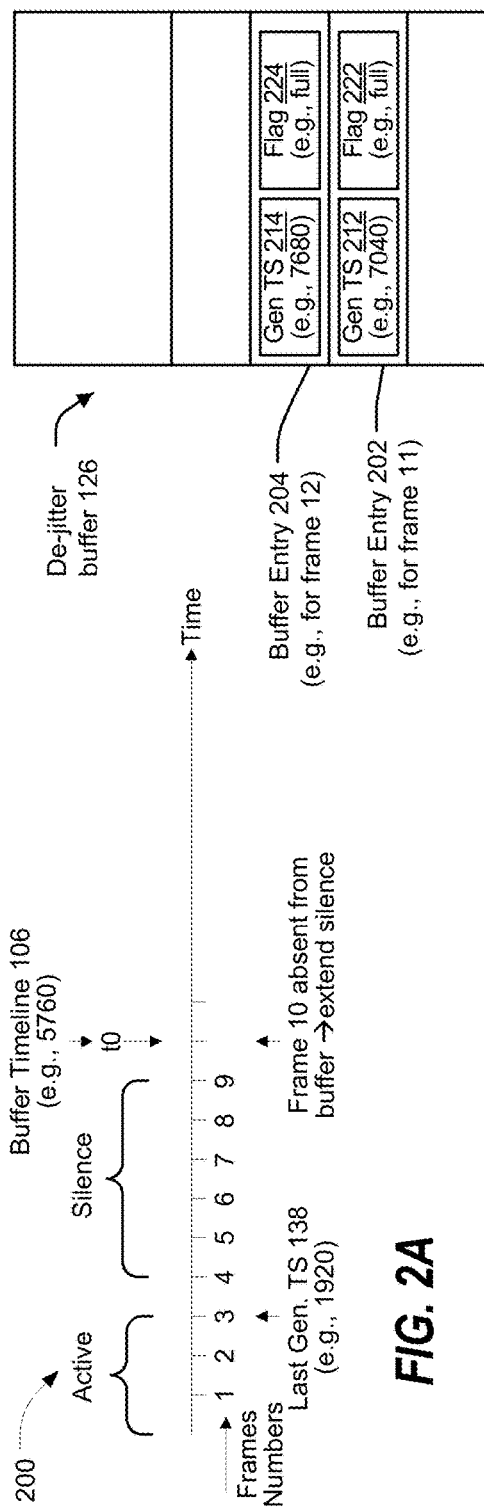 200
Active
Silence
Buffer Timeline 106
(e.g., 5760)
t0
Time
Frames
Numbers
1 2 3 4 5 6 7 8 9
Last Gen. TS 138
(e.g., 1920)
Frame 10 absent from
buffer →extend silence
De-jitter
buffer 126
Buffer Entry 204
(e.g., for frame 12)
Buffer Entry 202
(e.g., for frame 11)
Gen TS 214
(e.g., 7680)
Flag 224
(e.g., full)
Gen TS 212
(e.g., 7040)
Flag 222
(e.g., full)
FIG. 2A